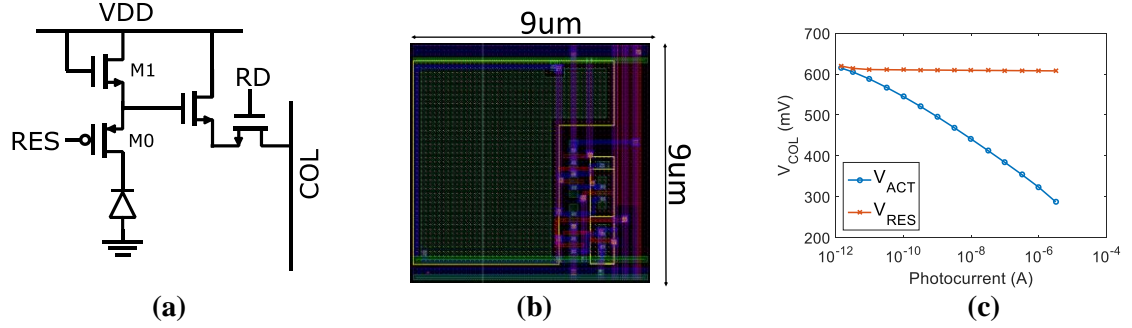 VDD
M1
RD
RES
M0
COL
(a)
9um
9um
(b)
700
600
500
400
300
200
V_COL (mV)
V_ACT
V_RES
10^-12 10^-10 10^-8 10^-6 10^-4
Photocurrent (A)
(c)